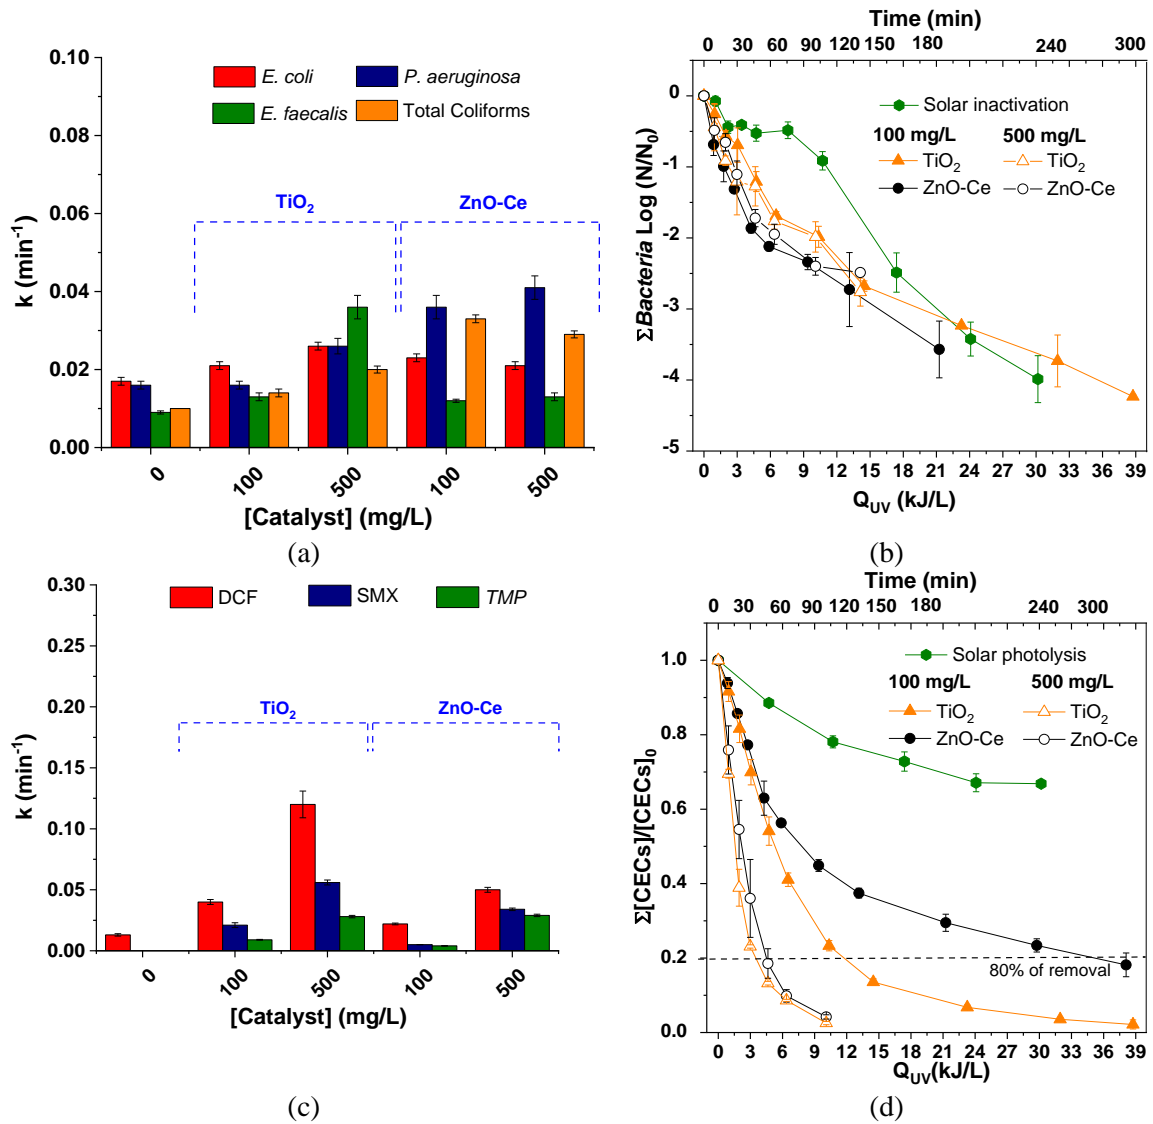 0.10
0.08
0.06
0.04
0.02
0.00
k (min⁻¹)
E. coli
P. aeruginosa
E. faecalis
Total Coliforms
TiO₂
ZnO-Ce
0
100
500
100
500
[Catalyst] (mg/L)
(a)
Time (min)
0 30 60 90 120 150 180 240 300
0
-1
-2
-3
-4
-5
ΣBacteria Log (N/N₀)
Solar inactivation
100 mg/L 500 mg/L
TiO₂ TiO₂
ZnO-Ce ZnO-Ce
0 3 6 9 12 15 18 21 24 27 30 33 36 39
Q_UV (kJ/L)
(b)
0.30
0.25
0.20
0.15
0.10
0.05
0.00
k (min⁻¹)
DCF
SMX
TMP
TiO₂
ZnO-Ce
0
100
500
100
500
[Catalyst] (mg/L)
(c)
Time (min)
0 30 60 90 120 150 180 240 300
1.0
0.8
0.6
0.4
0.2
0.0
Σ[CECs]/[CECs]₀
Solar photolysis
100 mg/L 500 mg/L
TiO₂ TiO₂
ZnO-Ce ZnO-Ce
80% of removal
0 3 6 9 12 15 18 21 24 27 30 33 36 39
Q_UV(kJ/L)
(d)